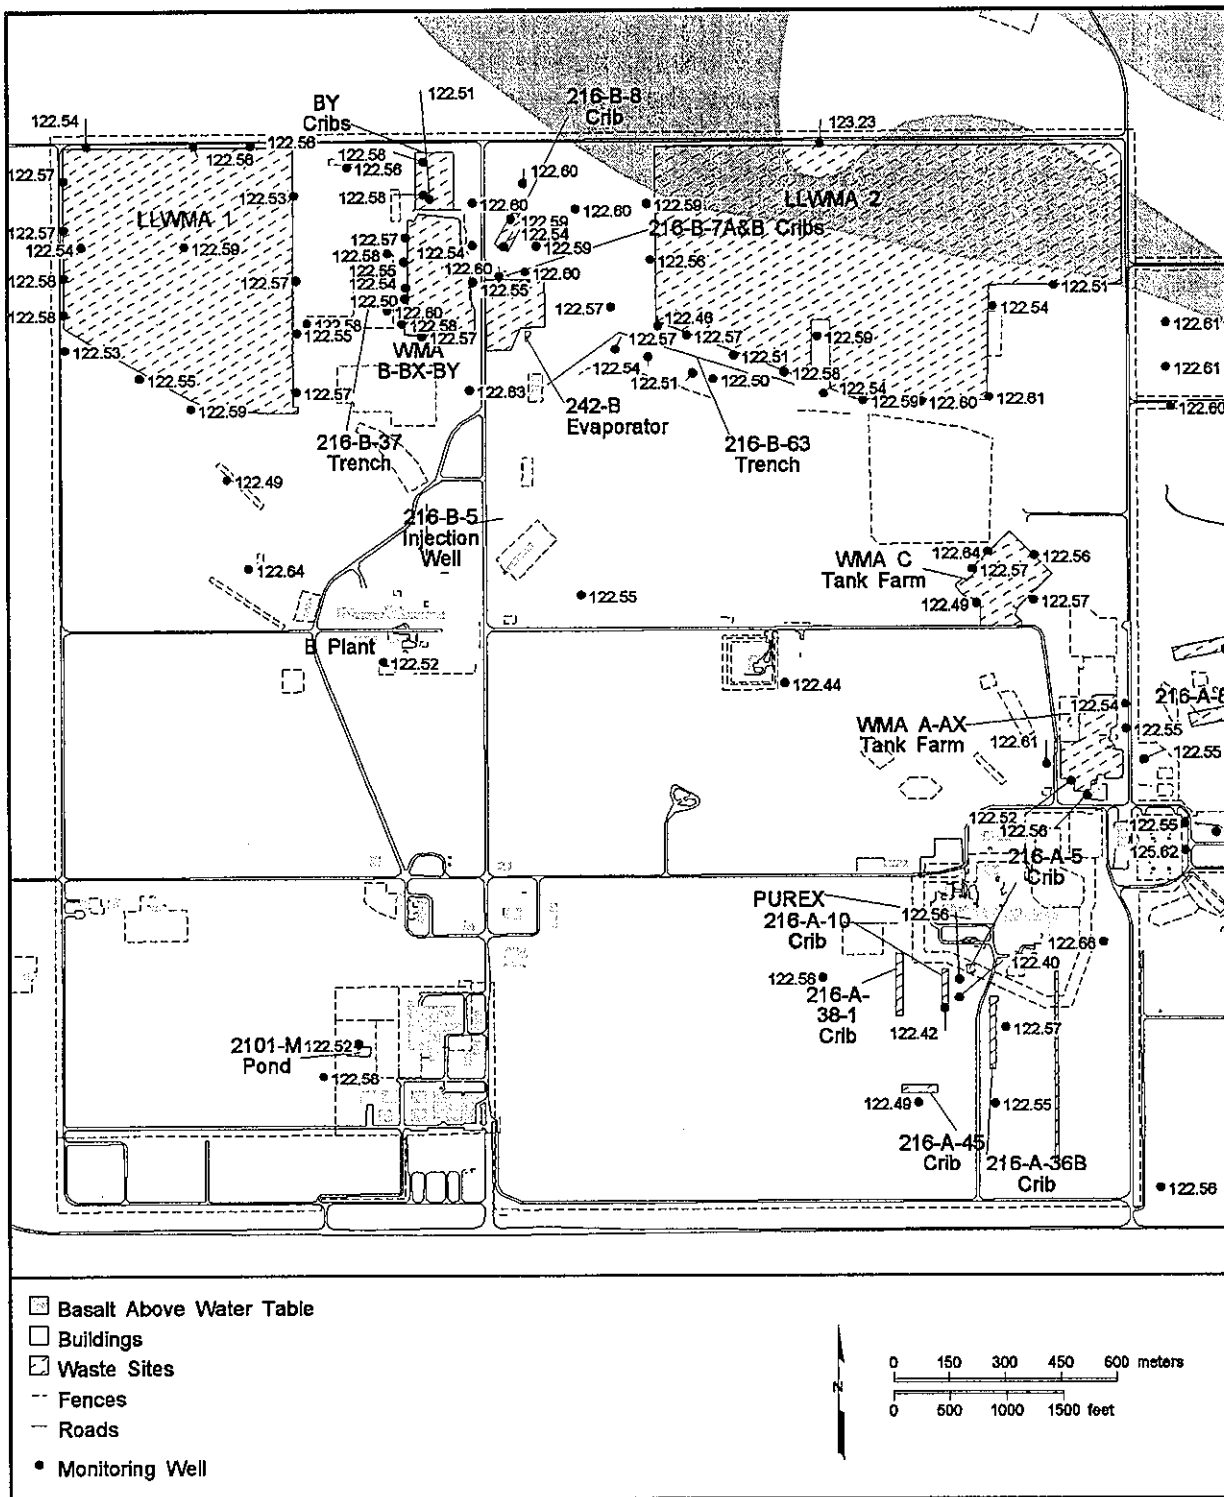 122.54
BY
Cribs
122.51
216-B-8
Crib
123.23
122.56
122.58
122.56
122.60
122.57
122.53
122.58
122.60
122.60
122.59
LLWMA 1
LLWMA 2
122.59
122.54
216-B-7A&B Cribs
122.57
122.54
122.59
122.57
122.58
122.54
122.59
122.56
122.58
122.57
122.55
122.54
122.60
122.55
122.60
122.51
122.50
122.60
122.57
122.54
122.58
122.58
122.55
122.58
122.57
122.46
122.57
122.57
122.59
122.61
122.53
WMA
B-BX-BY
122.54
122.51
122.58
122.61
122.55
122.57
122.63
122.51
122.50
122.54
122.59
122.60
122.61
122.60
122.59
242-B
Evaporator
216-B-37
Trench
216-B-63
Trench
122.49
216-B-5
Injection
Well
122.64
122.56
WMA C
Tank Farm
122.57
122.64
122.55
122.49
122.57
B Plant
122.52
122.44
216-A-8
122.54
WMA A-AX
Tank Farm
122.61
122.55
122.55
122.52
122.56
122.55
125.62
216-A-5
Crib
PUREX
122.56
216-A-10
Crib
122.66
122.40
122.56
216-A-
38-1
Crib
122.42
122.57
2101-M
Pond
122.52
122.58
122.49
122.55
216-A-45
Crib
216-A-36B
Crib
122.56
Basalt Above Water Table
Buildings
Waste Sites
Fences
Roads
Monitoring Well
N
0 150 300 450 600 meters
0 500 1000 1500 feet